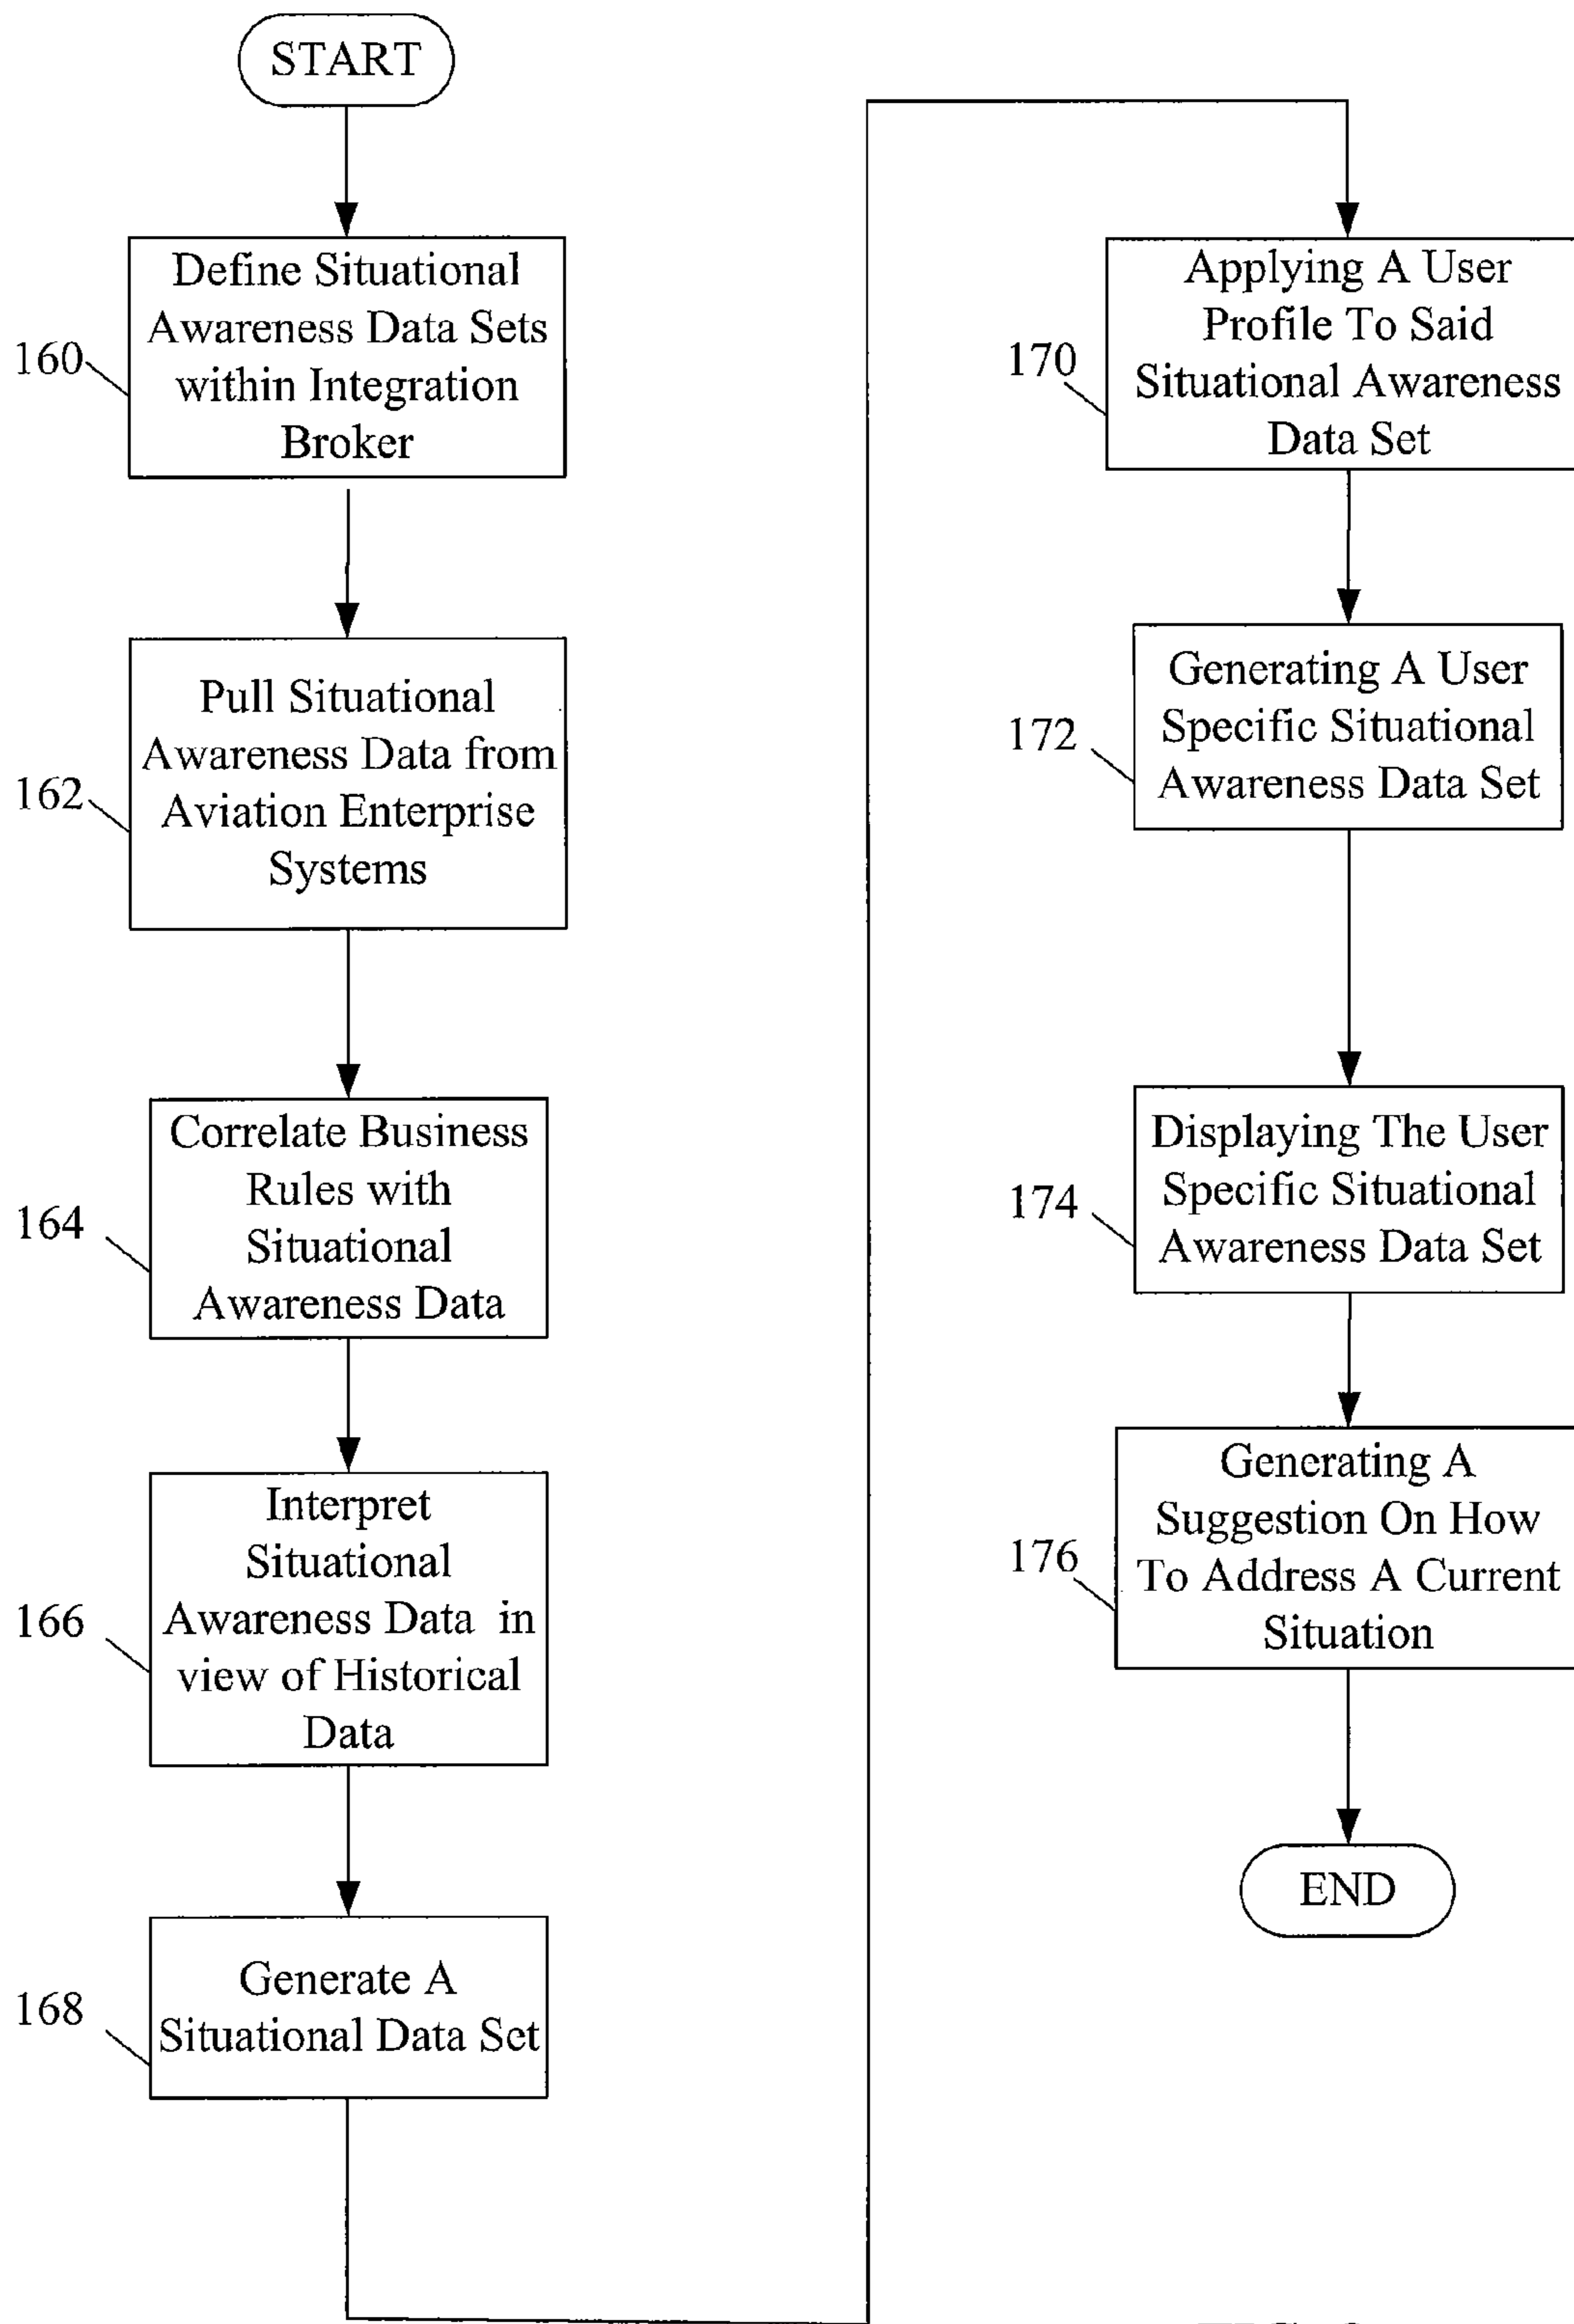 START
Define Situational
Awareness Data Sets
within Integration
Broker
160
Pull Situational
Awareness Data from
Aviation Enterprise
Systems
162
Correlate Business
Rules with
Situational
Awareness Data
164
Interpret
Situational
Awareness Data in
view of Historical
Data
166
Generate A
Situational Data Set
168
Applying A User
Profile To Said
Situational Awareness
Data Set
170
Generating A User
Specific Situational
Awareness Data Set
172
Displaying The User
Specific Situational
Awareness Data Set
174
Generating A
Suggestion On How
To Address A Current
Situation
176
END